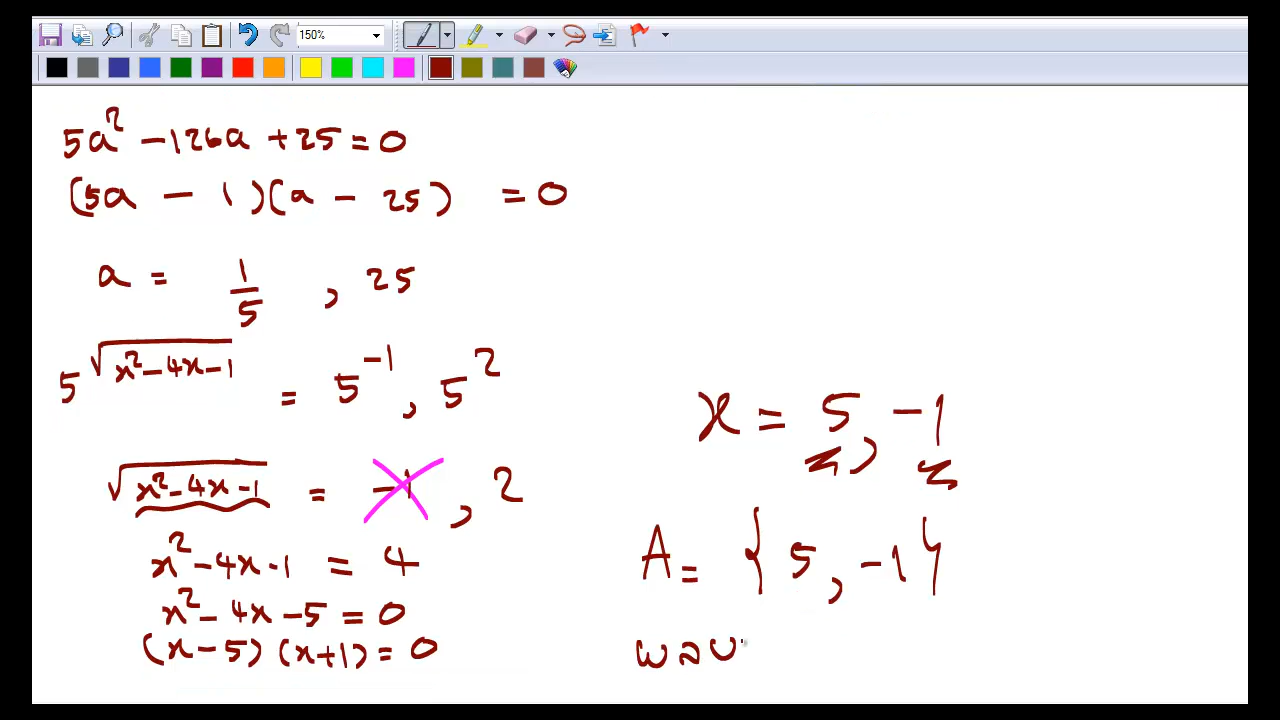 150%
5a² - 126a + 25 = 0
(5a - 1)(a - 25) = 0
a = 1/5 , 25
5^√(x² - 4x - 1) = 5⁻¹ , 5²
√(x² - 4x - 1) = -1 , 2
x² - 4x - 1 = 4
x² - 4x - 5 = 0
(x - 5)(x + 1) = 0
x = 5, -1
A = {5, -1}